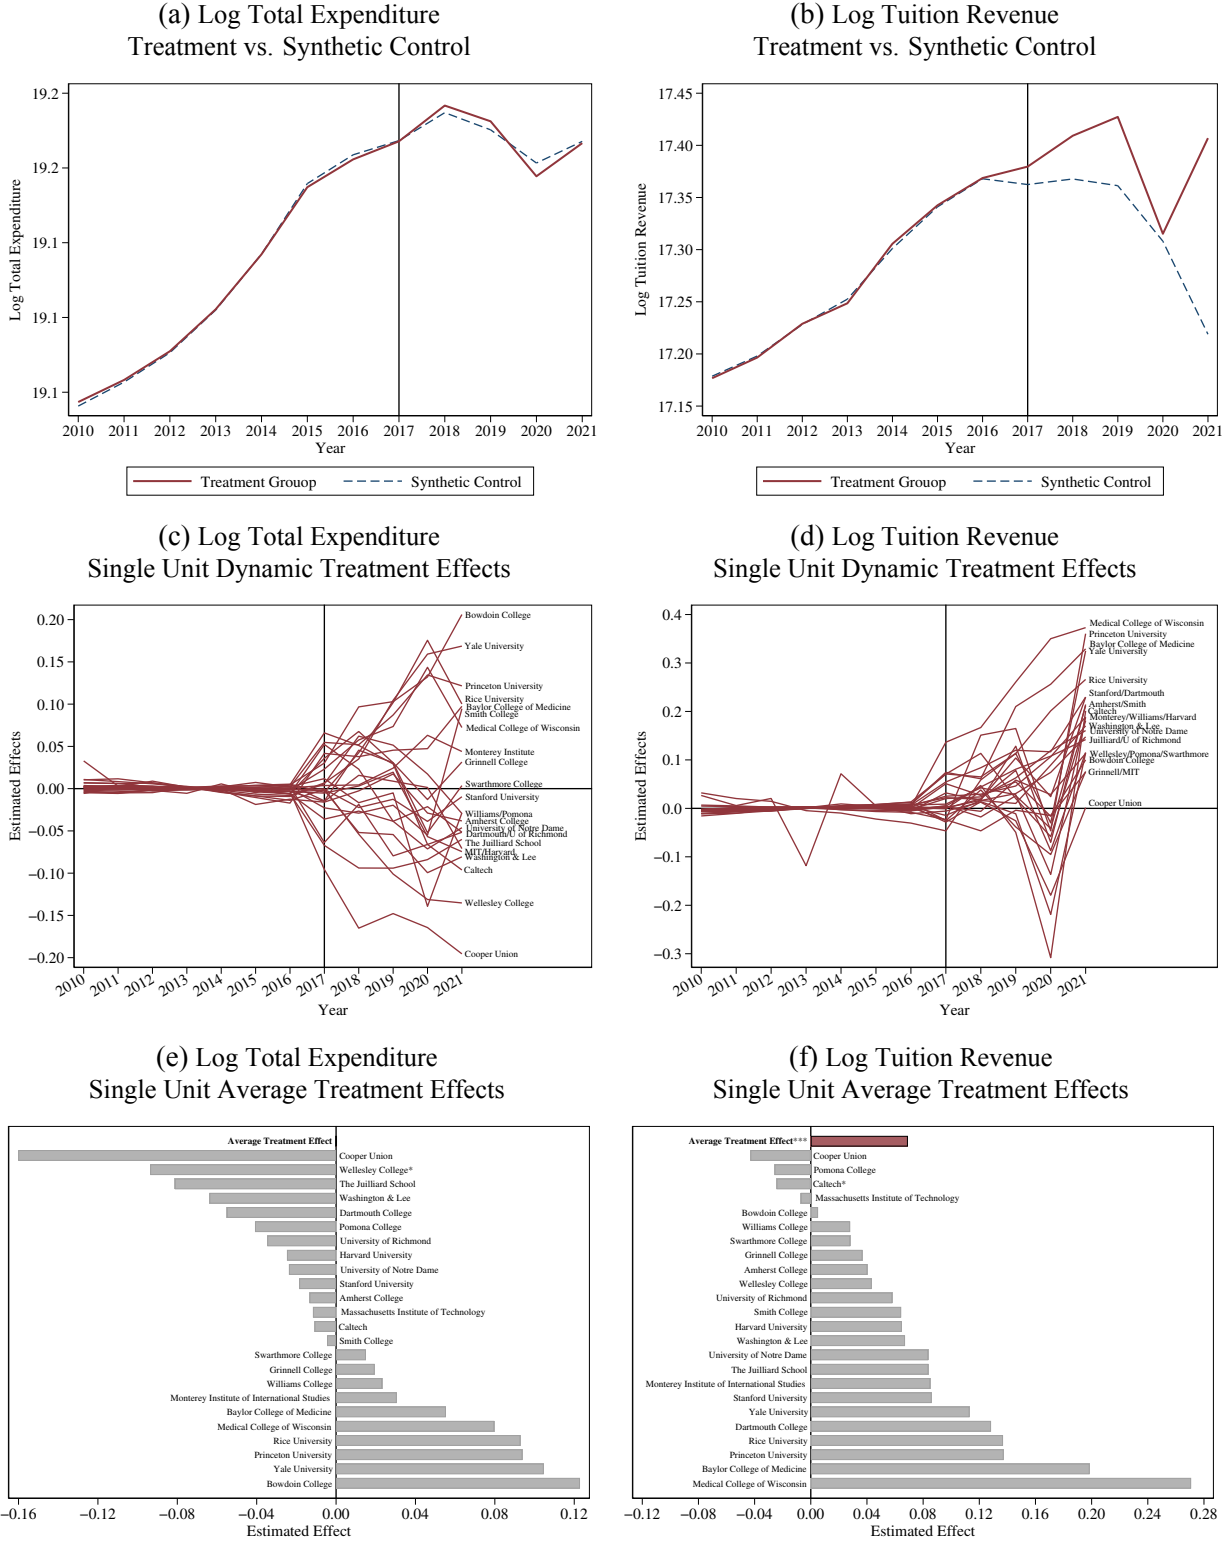 (a) Log Total Expenditure
Treatment vs. Synthetic Control
19.2
19.2
19.1
19.1
19.1
Log Total Expenditure
2010 2011 2012 2013 2014 2015 2016 2017 2018 2019 2020 2021
Year
Treatment Gruoop Synthetic Control
(b) Log Tuition Revenue
Treatment vs. Synthetic Control
17.45
17.40
17.35
17.30
17.25
17.20
17.15
Log Tuition Revenue
2010 2011 2012 2013 2014 2015 2016 2017 2018 2019 2020 2021
Year
Treatment Gruoop Synthetic Control
(c) Log Total Expenditure
Single Unit Dynamic Treatment Effects
0.20
0.15
0.10
0.05
0.00
−0.05
−0.10
−0.15
−0.20
Estimated Effects
Bowdoin College
Yale University
Princeton University
Rice University
Baylor College of Medicine
Smith College
Medical College of Wisconsin
Monterey Institute
Grinnell College
Swarthmore College
Stanford University
Williams/Pomona
Amherst College
University of Notre Dame
Dartmouth/U of Richmond
The Juilliard School
MIT/Harvard
Washington & Lee
Caltech
Wellesley College
Cooper Union
2010 2011 2012 2013 2014 2015 2016 2017 2018 2019 2020 2021
Year
(d) Log Tuition Revenue
Single Unit Dynamic Treatment Effects
0.4
0.3
0.2
0.1
0.0
−0.1
−0.2
−0.3
Estimated Effects
Medical College of Wisconsin
Princeton University
Baylor College of Medicine
Yale University
Rice University
Stanford/Dartmouth
Amherst/Smith
Caltech
Monterey/Williams/Harvard
Washington & Lee
University of Notre Dame
Juilliard/U of Richmond
Wellesley/Pomona/Swarthmore
Bowdoin College
Grinnell/MIT
Cooper Union
2010 2011 2012 2013 2014 2015 2016 2017 2018 2019 2020 2021
Year
(e) Log Total Expenditure
Single Unit Average Treatment Effects
Average Treatment Effect
Cooper Union
Wellesley College*
The Juilliard School
Washington & Lee
Dartmouth College
Pomona College
University of Richmond
Harvard University
University of Notre Dame
Stanford University
Amherst College
Massachusetts Institute of Technology
Caltech
Smith College
Swarthmore College
Grinnell College
Williams College
Monterey Institute of International Studies
Baylor College of Medicine
Medical College of Wisconsin
Rice University
Princeton University
Yale University
Bowdoin College
−0.16 −0.12 −0.08 −0.04 0.00 0.04 0.08 0.12
Estimated Effect
(f) Log Tuition Revenue
Single Unit Average Treatment Effects
Average Treatment Effect***
Cooper Union
Pomona College
Caltech*
Massachusetts Institute of Technology
Bowdoin College
Williams College
Swarthmore College
Grinnell College
Amherst College
Wellesley College
University of Richmond
Smith College
Harvard University
Washington & Lee
University of Notre Dame
The Juilliard School
Monterey Institute of International Studies
Stanford University
Yale University
Dartmouth College
Rice University
Princeton University
Baylor College of Medicine
Medical College of Wisconsin
−0.12 −0.08 −0.04 0.00 0.04 0.08 0.12 0.16 0.20 0.24 0.28
Estimated Effect